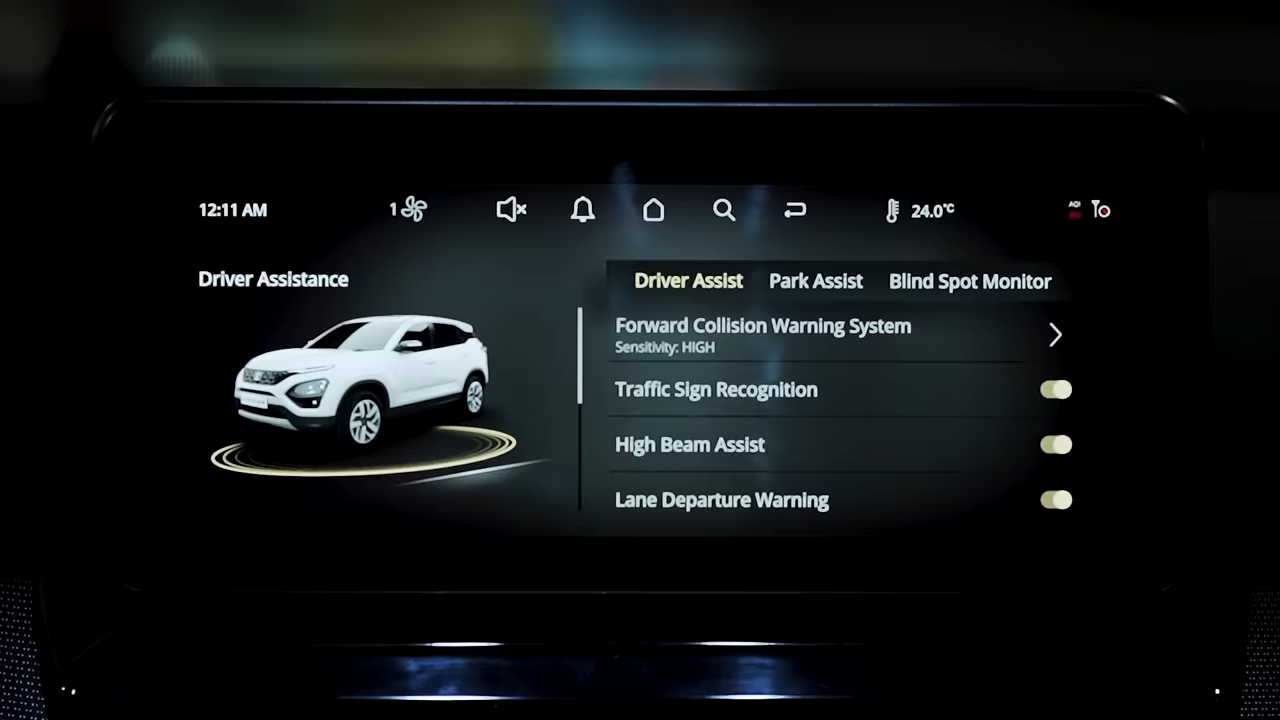 12:11 AM 1 24.0°C AQI
Driver Assistance
Driver Assist Park Assist Blind Spot Monitor
Forward Collision Warning System
Sensitivity: HIGH
Traffic Sign Recognition
High Beam Assist
Lane Departure Warning